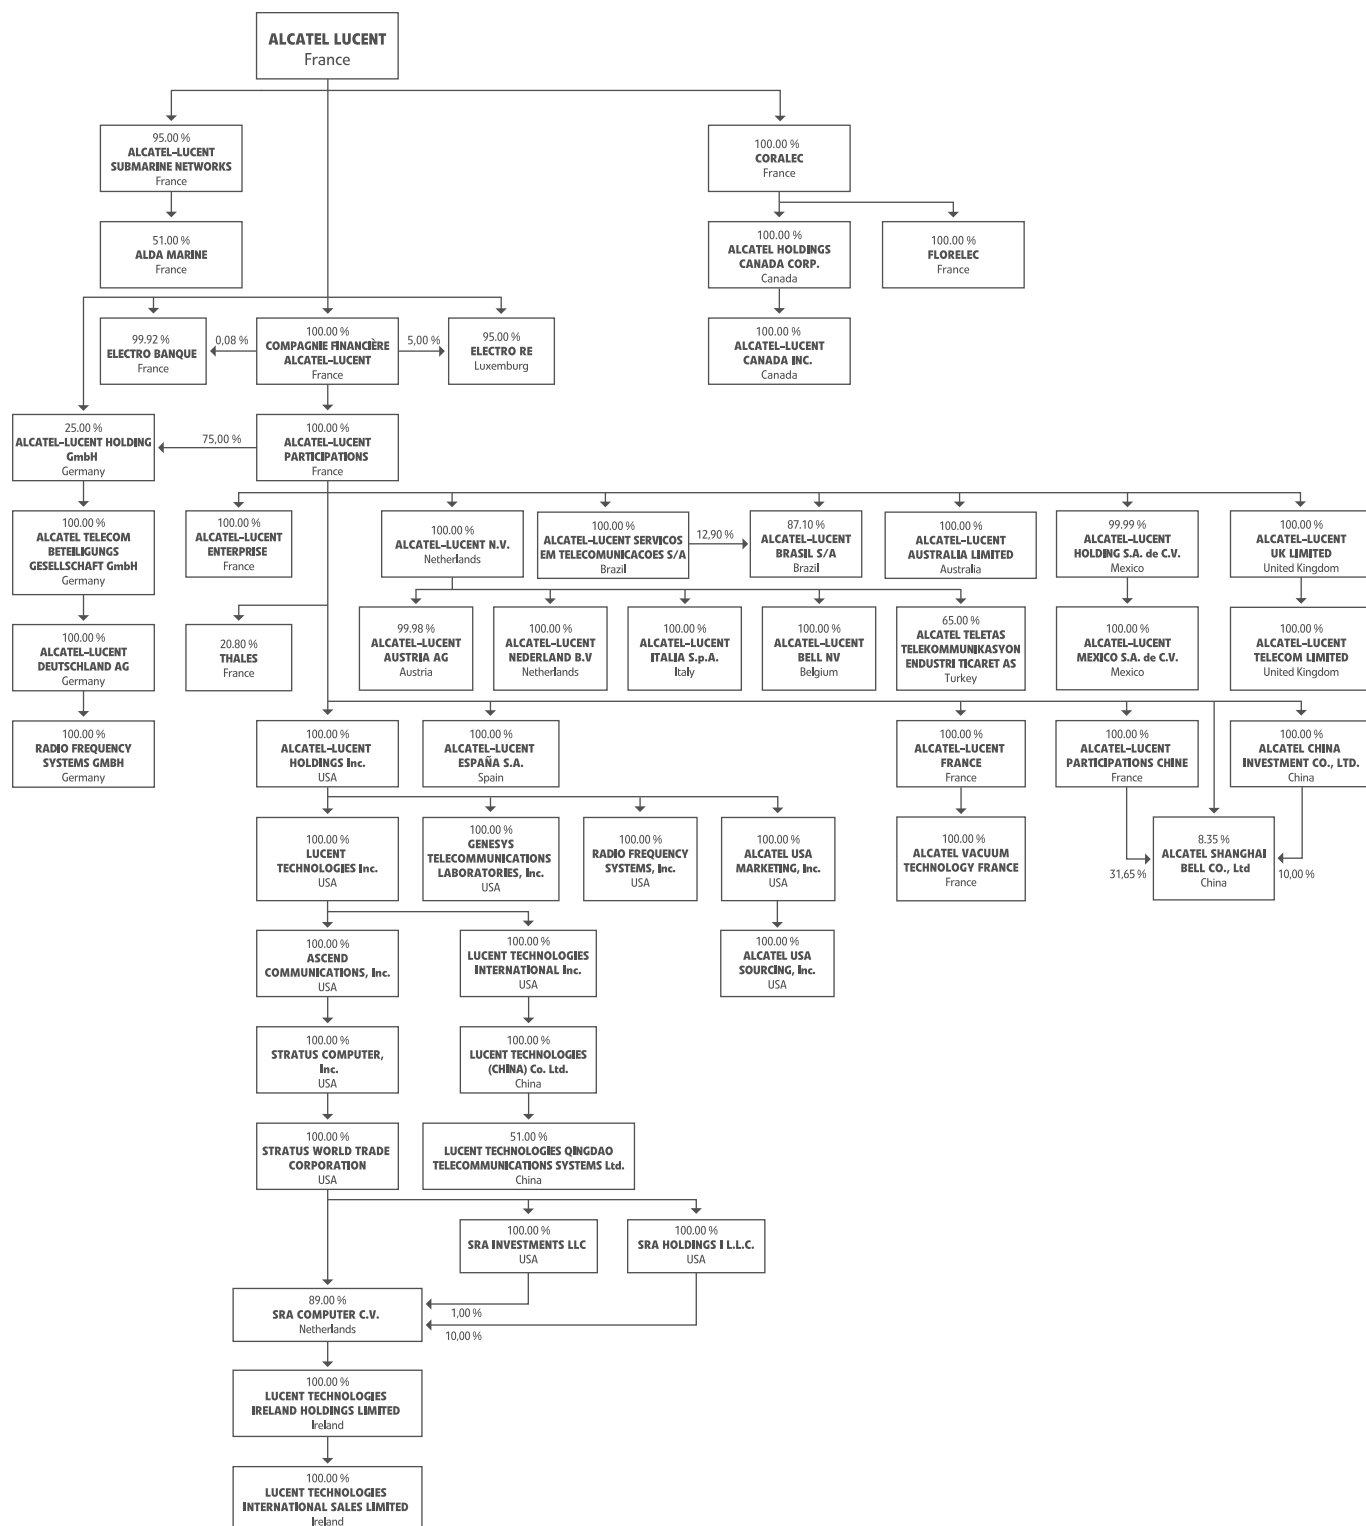 ALCATEL LUCENT
France
95.00 %
ALCATEL–LUCENT
SUBMARINE NETWORKS
France
100.00 %
CORALEC
France
51.00 %
ALDA MARINE
France
100.00 %
ALCATEL HOLDINGS
CANADA CORP.
Canada
100.00 %
FLORELEC
France
99.92 %
ELECTRO BANQUE
France
0,08 %
100.00 %
COMPAGNIE FINANCIÈRE
ALCATEL–LUCENT
France
5,00 %
95.00 %
ELECTRO RE
Luxemburg
100.00 %
ALCATEL–LUCENT
CANADA INC.
Canada
25.00 %
ALCATEL–LUCENT HOLDING
GmbH
Germany
75,00 %
100.00 %
ALCATEL–LUCENT
PARTICIPATIONS
France
100.00 %
ALCATEL TELECOM
BETEILIGUNGS
GESELLSCHAFT GmbH
Germany
100.00 %
ALCATEL–LUCENT
ENTERPRISE
France
100.00 %
ALCATEL–LUCENT N.V.
Netherlands
100.00 %
ALCATEL–LUCENT SERVICOS
EM TELECOMUNICACOES S/A
Brazil
12,90 %
87.10 %
ALCATEL–LUCENT
BRASIL S/A
Brazil
100.00 %
ALCATEL–LUCENT
AUSTRALIA LIMITED
Australia
99.99 %
ALCATEL–LUCENT
HOLDING S.A. de C.V.
Mexico
100.00 %
ALCATEL–LUCENT
UK LIMITED
United Kingdom
100.00 %
ALCATEL–LUCENT
DEUTSCHLAND AG
Germany
20.80 %
THALES
France
99.98 %
ALCATEL–LUCENT
AUSTRIA AG
Austria
100.00 %
ALCATEL–LUCENT
NEDERLAND B.V
Netherlands
100.00 %
ALCATEL–LUCENT
ITALIA S.p.A.
Italy
100.00 %
ALCATEL–LUCENT
BELL NV
Belgium
65.00 %
ALCATEL TELETAS
TELEKOMMUNIKASYON
ENDUSTRI TICARET AS
Turkey
100.00 %
ALCATEL–LUCENT
MEXICO S.A. de C.V.
Mexico
100.00 %
ALCATEL–LUCENT
TELECOM LIMITED
United Kingdom
100.00 %
RADIO FREQUENCY
SYSTEMS GMBH
Germany
100.00 %
ALCATEL–LUCENT
HOLDINGS Inc.
USA
100.00 %
ALCATEL–LUCENT
ESPAÑA S.A.
Spain
100.00 %
ALCATEL–LUCENT
FRANCE
France
100.00 %
ALCATEL–LUCENT
PARTICIPATIONS CHINE
France
100.00 %
ALCATEL CHINA
INVESTMENT CO., LTD.
China
100.00 %
LUCENT
TECHNOLOGIES Inc.
USA
100.00 %
GENESYS
TELECOMMUNICATIONS
LABORATORIES, Inc.
USA
100.00 %
RADIO FREQUENCY
SYSTEMS, Inc.
USA
100.00 %
ALCATEL USA
MARKETING, Inc.
USA
100.00 %
ALCATEL VACUUM
TECHNOLOGY FRANCE
France
31,65 %
8.35 %
ALCATEL SHANGHAI
BELL CO., Ltd
China
10,00 %
100.00 %
ASCEND
COMMUNICATIONS, Inc.
USA
100.00 %
LUCENT TECHNOLOGIES
INTERNATIONAL Inc.
USA
100.00 %
ALCATEL USA
SOURCING, Inc.
USA
100.00 %
STRATUS COMPUTER,
Inc.
USA
100.00 %
LUCENT TECHNOLOGIES
(CHINA) Co. Ltd.
China
100.00 %
STRATUS WORLD TRADE
CORPORATION
USA
51.00 %
LUCENT TECHNOLOGIES QINGDAO
TELECOMMUNICATIONS SYSTEMS Ltd.
China
100.00 %
SRA INVESTMENTS LLC
USA
100.00 %
SRA HOLDINGS I L.L.C.
USA
89.00 %
SRA COMPUTER C.V.
Netherlands
1,00 %
10,00 %
100.00 %
LUCENT TECHNOLOGIES
IRELAND HOLDINGS LIMITED
Ireland
100.00 %
LUCENT TECHNOLOGIES
INTERNATIONAL SALES LIMITED
Ireland